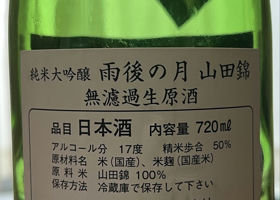 純米大吟醸 雨後の月 山田錦
無濾過生原酒
品目 日本酒 内容量 720ml
アルコール分 17度 精米歩合 50%
原材料名 米(国産)、米麹(国産米)
原料米 山田錦 100%
保存方法 冷蔵庫で保存して下さい